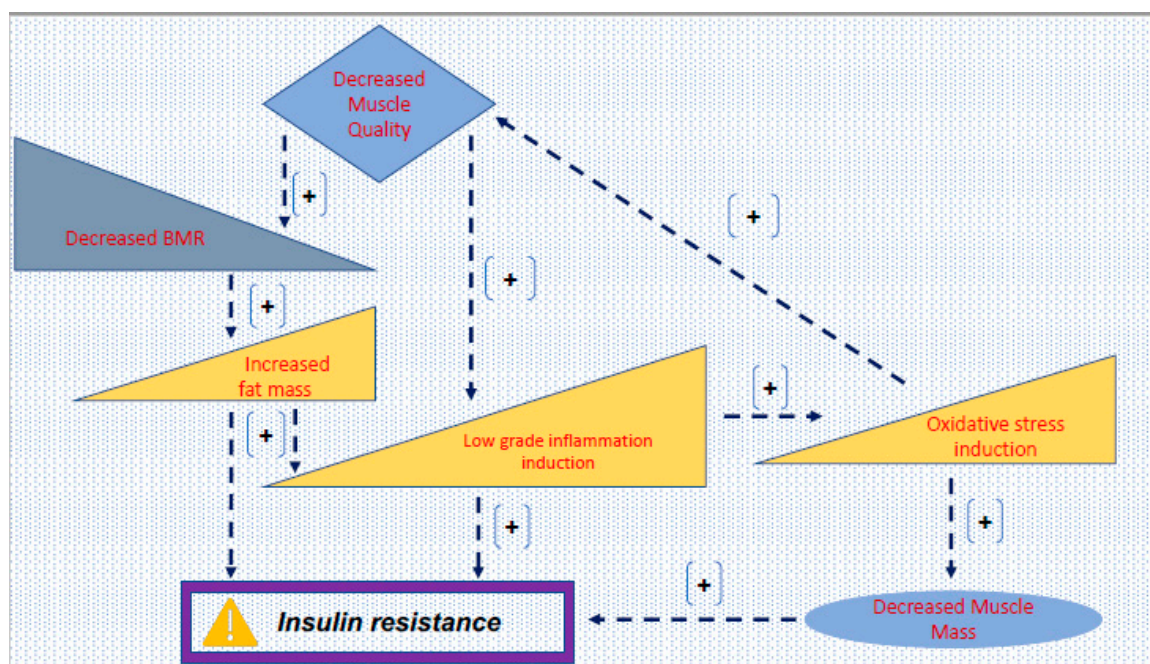 Decreased
Muscle
Quality
(+)
(+)
Decreased BMR
(+)
(+)
Increased
fat mass
(+)
(+)
Low grade inflammation
induction
Oxidative stress
induction
(+)
(+)
(+)
Insulin resistance
Decreased Muscle
Mass